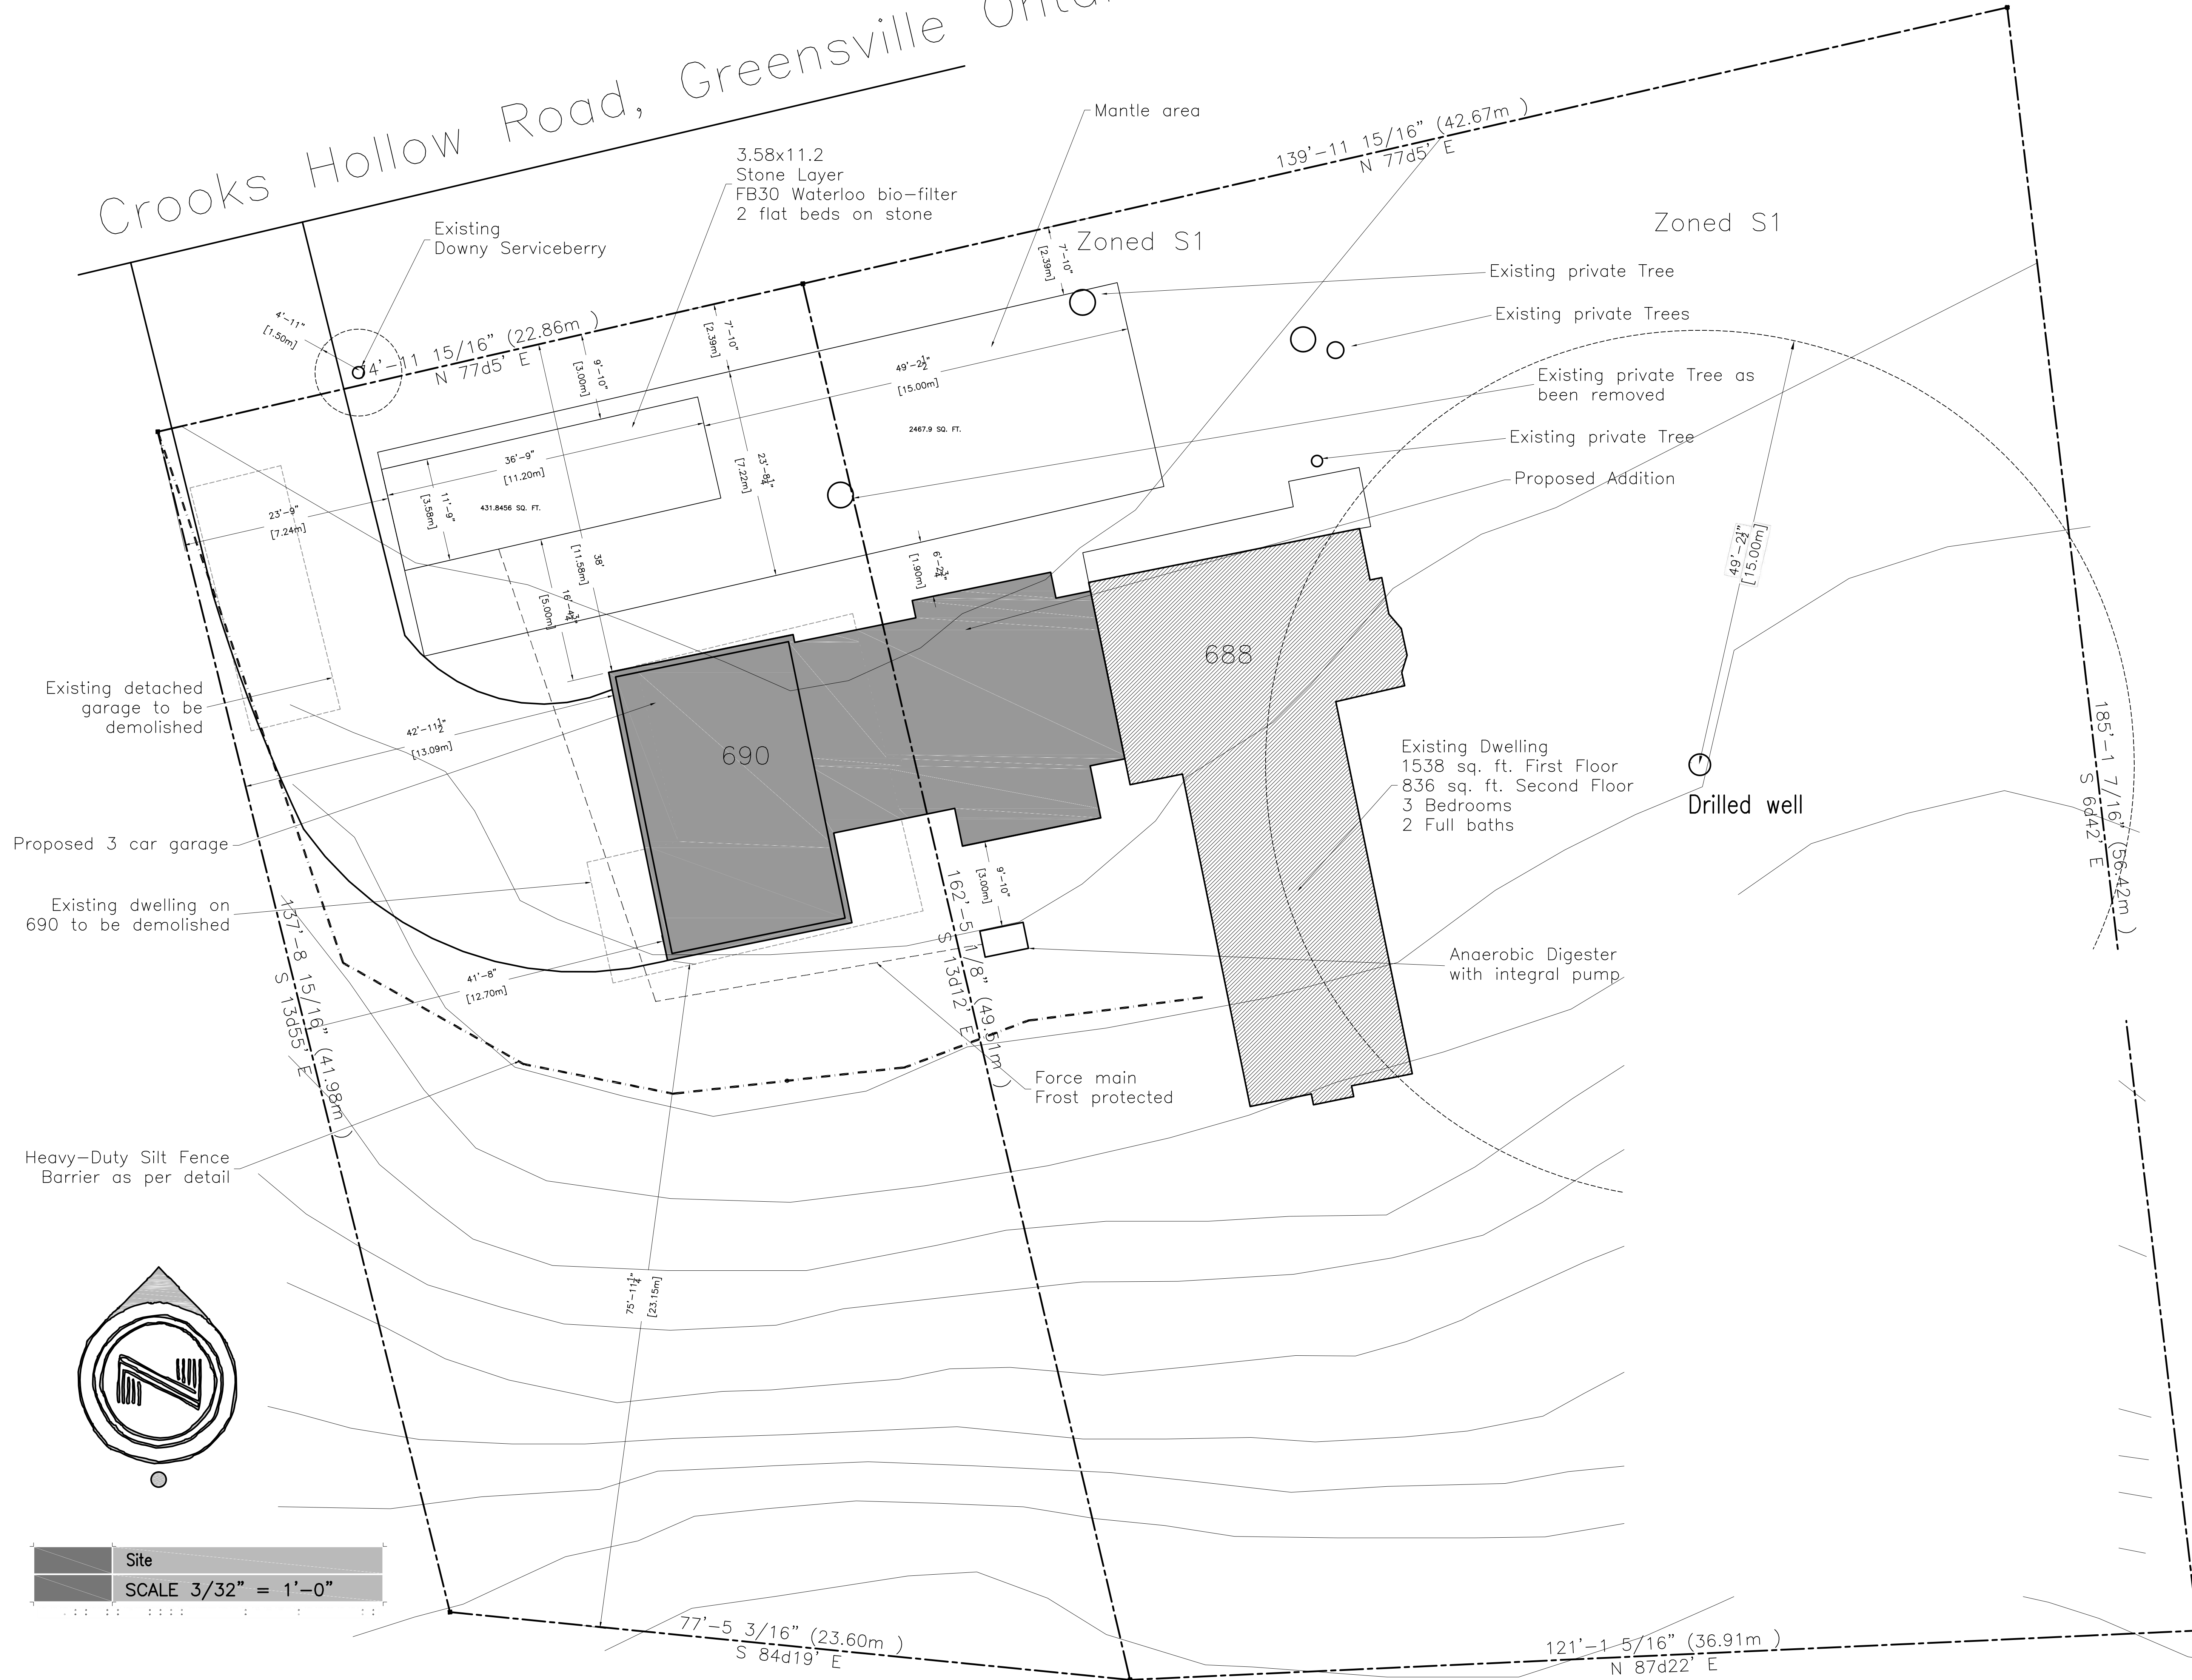 Crooks Hollow Road, Greensville
Mantle area
139'-11 15/16" (42.67m )
N 77d5' E
3.58x11.2
Stone Layer
FB30 Waterloo bio-filter
2 flat beds on stone
Existing
Downy Serviceberry
Zoned S1
Zoned S1
7'-10"
[2.39m]
Existing private Tree
Existing private Trees
4'-11"
[1.50m]
4'-11 15/16" (22.86m )
N 77d5' E
7'-10"
[2.39m]
9'-10"
[3.00m]
49'-2½"
[15.00m]
Existing private Tree as
been removed
2467.9 SQ. FT.
Existing private Tree
36'-9"
[11.20m]
23'-8¼"
[7.22m]
Proposed Addition
11'-9"
[3.58m]
431.8456 SQ. FT.
23'-9"
[7.24m]
38'
[11.58m]
6'-2¾"
[1.90m]
49'-2½"
[15.00m]
16'-4¾"
[5.00m]
688
Existing detached
garage to be
demolished
42'-11½"
[13.09m]
690
Existing Dwelling
1538 sq. ft. First Floor
836 sq. ft. Second Floor
3 Bedrooms
2 Full baths
Drilled well
185'-1 7/16" (56.42m )
S 6d42' E
Proposed 3 car garage
Existing dwelling on
690 to be demolished
9'-10"
[3.00m]
162'-5 1/8" (49.51m )
S 13d12' E
137'-8 15/16" (41.98m )
S 13d55' E
41'-8"
[12.70m]
Anaerobic Digester
with integral pump
Force main
Frost protected
Heavy-Duty Silt Fence
Barrier as per detail
75'-11¼"
[23.15m]
N
Site
SCALE 3/32" = 1'-0"
77'-5 3/16" (23.60m )
S 84d19' E
121'-1 5/16" (36.91m )
N 87d22' E